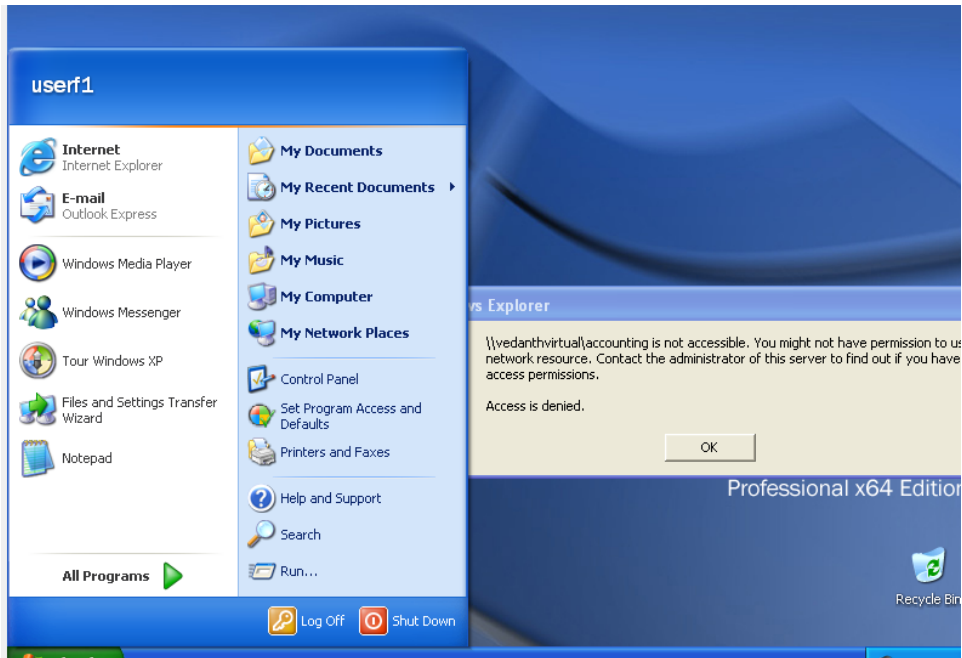 userf1
Internet
Internet Explorer
E-mail
Outlook Express
Windows Media Player
Windows Messenger
Tour Windows XP
Files and Settings Transfer
Wizard
Notepad
All Programs
My Documents
My Recent Documents
My Pictures
My Music
My Computer
My Network Places
Control Panel
Set Program Access and
Defaults
Printers and Faxes
Help and Support
Search
Run...
Log Off
Shut Down
vs Explorer
\\vedanthvirtual\accounting is not accessible. You might not have permission to us
network resource. Contact the administrator of this server to find out if you have
access permissions.
Access is denied.
OK
Professional x64 Edition
Recycle Bin